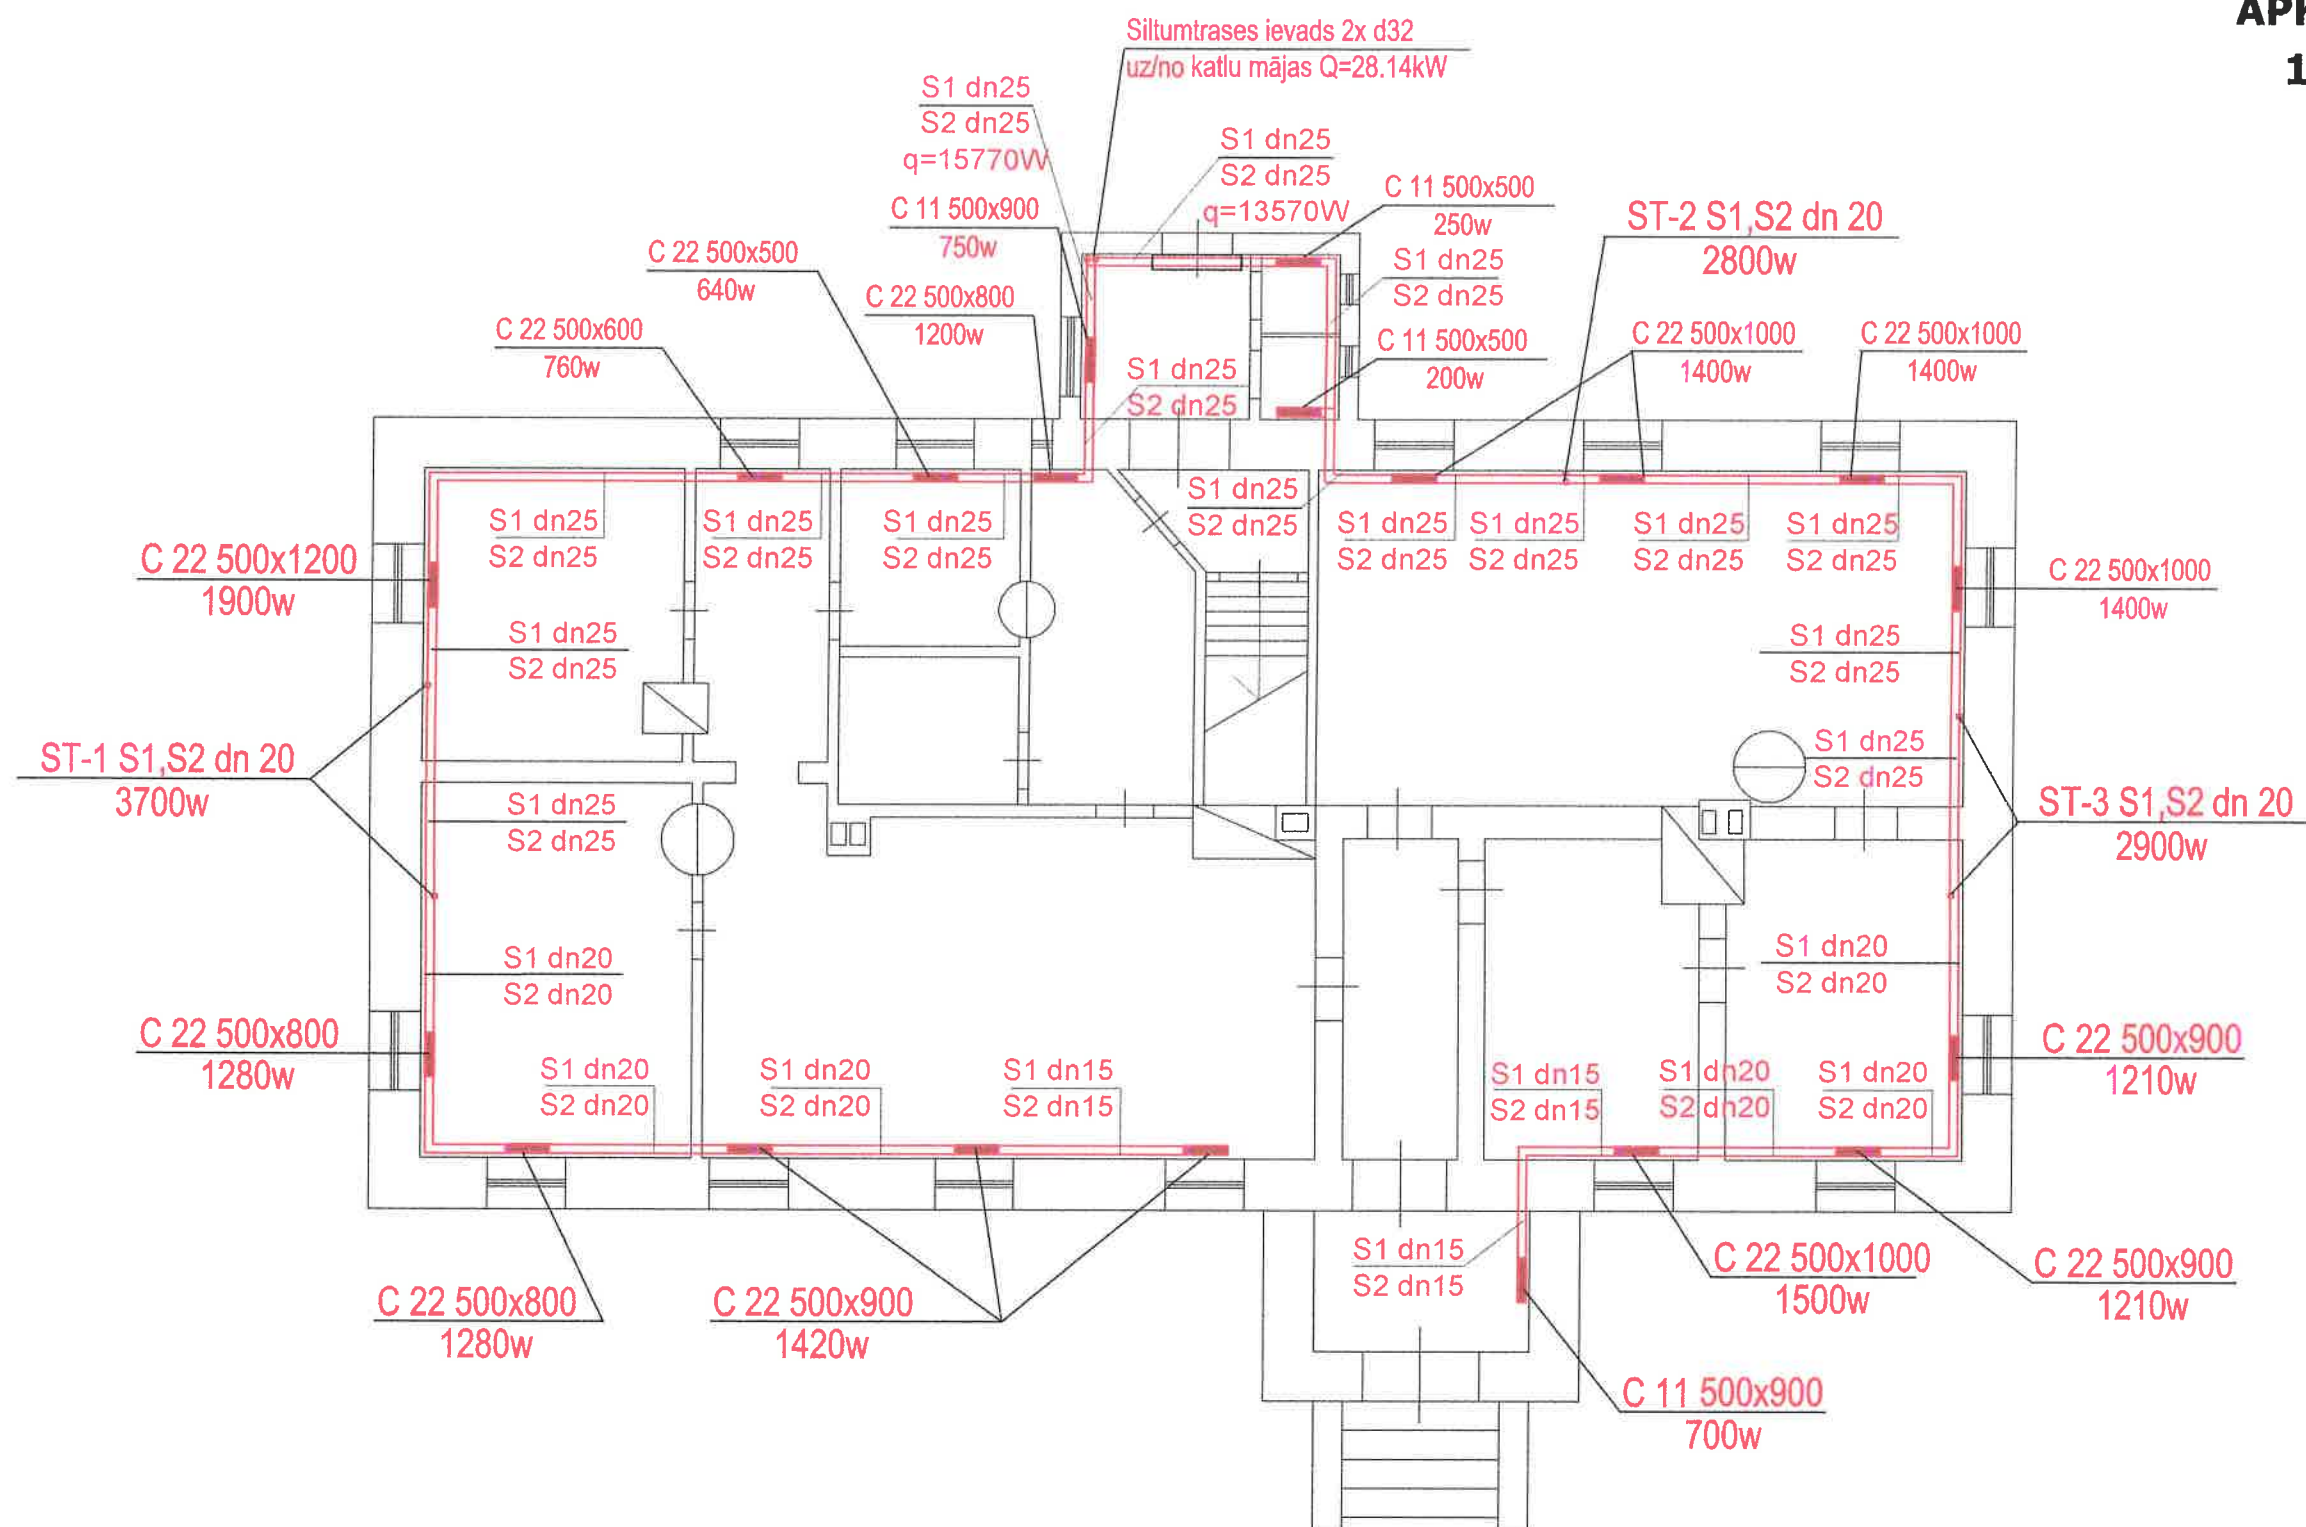 Siltumtrases ievads 2x d32
uz/no katlu mājas Q=28.14kW
S1 dn25
S2 dn25
q=15770W
S1 dn25
S2 dn25
q=13570W
C 11 500x900
750w
C 11 500x500
250w
ST-2 S1,S2 dn 20
2800w
C 22 500x500
640w
C 22 500x800
1200w
S1 dn25
S2 dn25
C 22 500x600
760w
C 11 500x500
200w
C 22 500x1000
1400w
C 22 500x1000
1400w
S1 dn25
S2 dn25
S1 dn25
S2 dn25
S1 dn25
S2 dn25
S1 dn25
S2 dn25
S1 dn25
S2 dn25
S1 dn25
S2 dn25
S1 dn25
S2 dn25
S1 dn25
S2 dn25
S1 dn25
S2 dn25
C 22 500x1200
1900w
C 22 500x1000
1400w
S1 dn25
S2 dn25
S1 dn25
S2 dn25
ST-1 S1,S2 dn 20
3700w
S1 dn25
S2 dn25
S1 dn25
S2 dn25
ST-3 S1,S2 dn 20
2900w
S1 dn20
S2 dn20
S1 dn20
S2 dn20
C 22 500x800
1280w
C 22 500x900
1210w
S1 dn20
S2 dn20
S1 dn20
S2 dn20
S1 dn15
S2 dn15
S1 dn15
S2 dn15
S1 dn20
S2 dn20
S1 dn20
S2 dn20
S1 dn15
S2 dn15
C 22 500x800
1280w
C 22 500x900
1420w
C 22 500x1000
1500w
C 22 500x900
1210w
C 11 500x900
700w